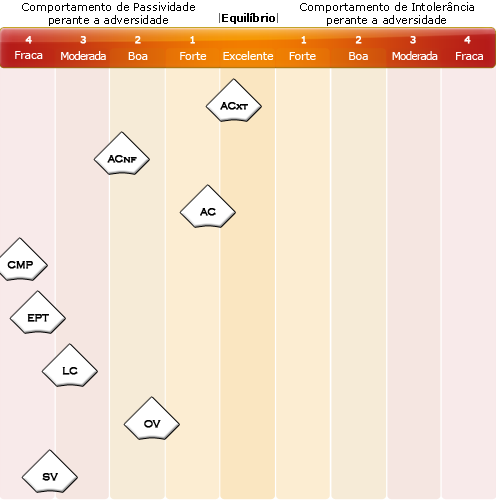 Comportamento de Passividade
perante a adversidade
|Equilíbrio|
Comportamento de Intolerância
perante a adversidade
4 3 2 1 1 2 3 4
Fraca Moderada Boa Forte Excelente Forte Boa Moderada Fraca
ACXT
ACNF
AC
CMP
EPT
LC
OV
SV